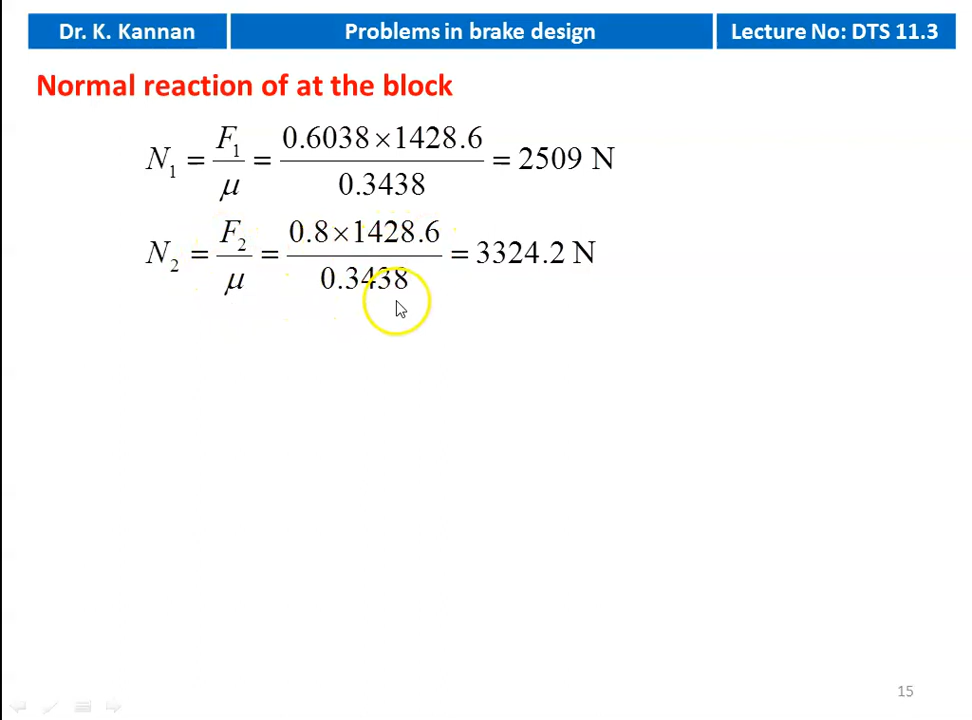 Dr. K. Kannan
Problems in brake design
Lecture No: DTS 11.3
Normal reaction of at the block
N₁ = F₁/μ = 0.6038 × 1428.6 / 0.3438 = 2509 N
N₂ = F₂/μ = 0.8 × 1428.6 / 0.3438 = 3324.2 N
15